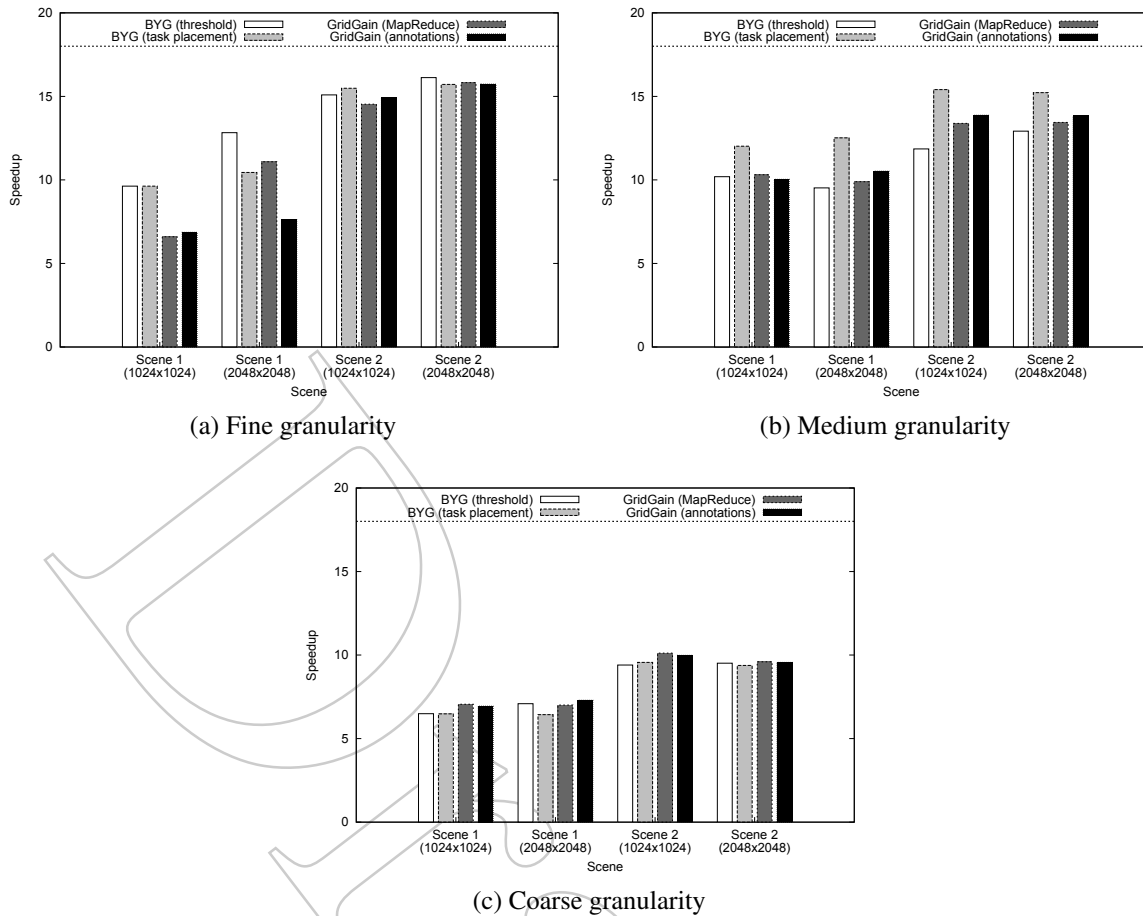 BYG (threshold)
BYG (task placement)
GridGain (MapReduce)
GridGain (annotations)
20
15
10
5
0
Speedup
Scene 1 (1024x1024)
Scene 1 (2048x2048)
Scene 2 (1024x1024)
Scene 2 (2048x2048)
Scene
(a) Fine granularity
BYG (threshold)
BYG (task placement)
GridGain (MapReduce)
GridGain (annotations)
20
15
10
5
0
Speedup
Scene 1 (1024x1024)
Scene 1 (2048x2048)
Scene 2 (1024x1024)
Scene 2 (2048x2048)
Scene
(b) Medium granularity
BYG (threshold)
BYG (task placement)
GridGain (MapReduce)
GridGain (annotations)
20
15
10
5
0
Speedup
Scene 1 (1024x1024)
Scene 1 (2048x2048)
Scene 2 (1024x1024)
Scene 2 (2048x2048)
Scene
(c) Coarse granularity